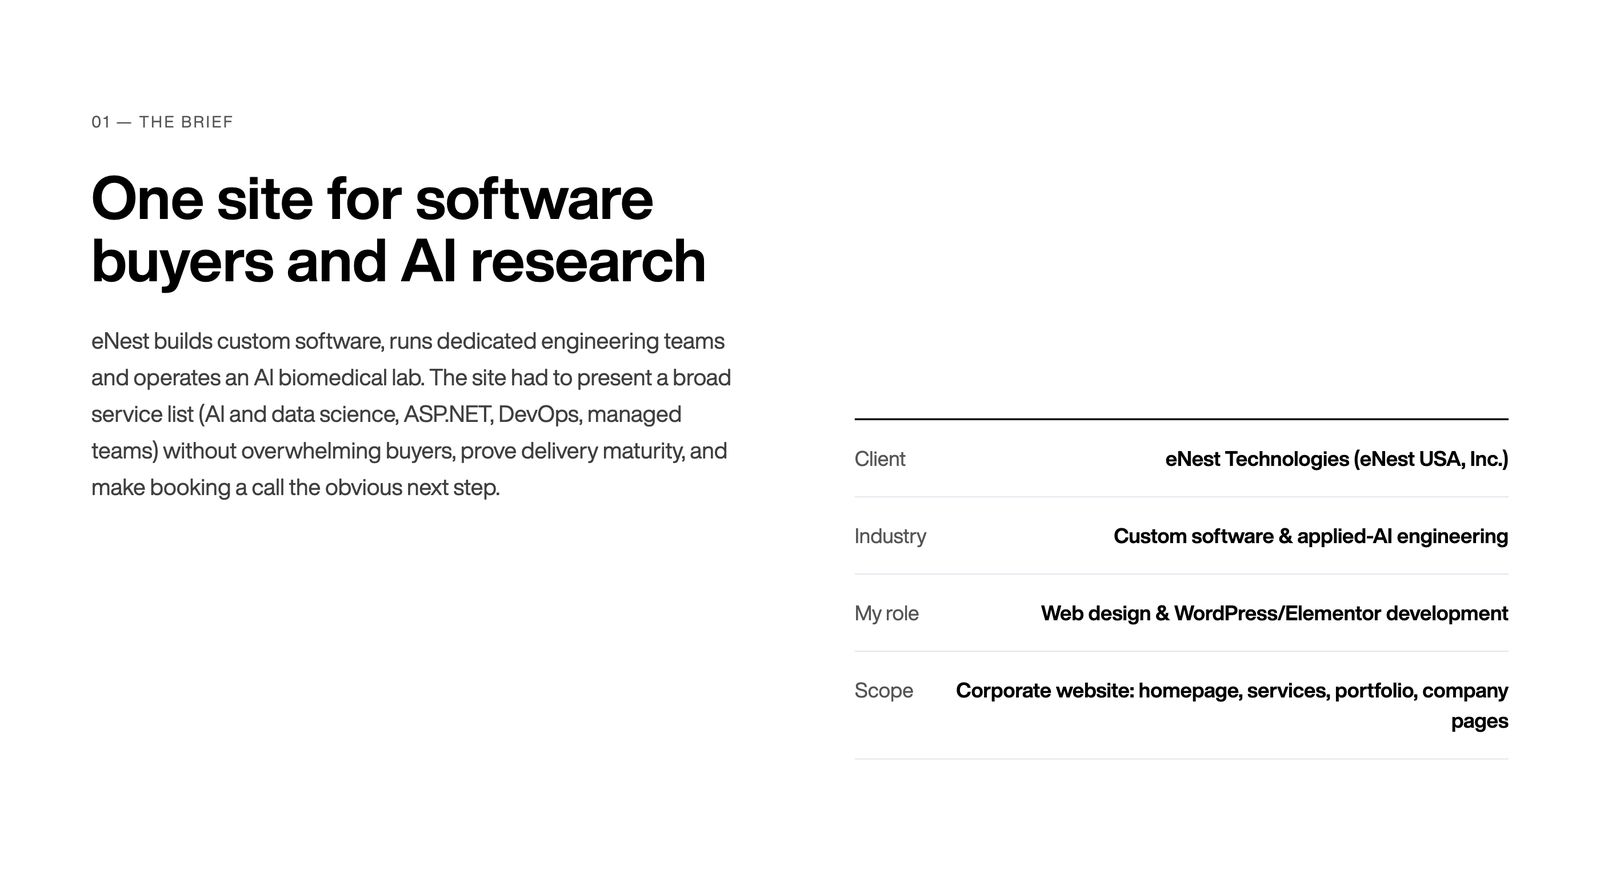 01 — THE BRIEF
One site for software
buyers and AI research
eNest builds custom software, runs dedicated engineering teams
and operates an AI biomedical lab. The site had to present a broad
service list (AI and data science, ASP.NET, DevOps, managed
teams) without overwhelming buyers, prove delivery maturity, and
make booking a call the obvious next step.
Client eNest Technologies (eNest USA, Inc.)
Industry Custom software & applied-AI engineering
My role Web design & WordPress/Elementor development
Scope Corporate website: homepage, services, portfolio, company
pages